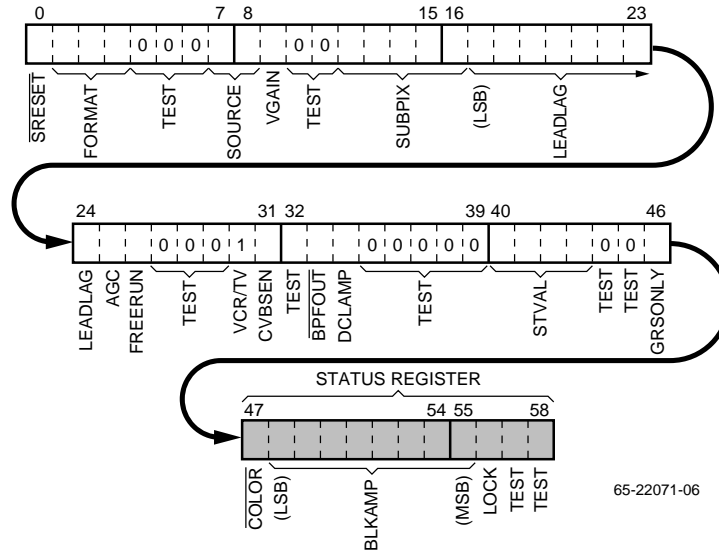 0 7 8 15 16 23
0 0 0 0 0
SRESET FORMAT TEST SOURCE VGAIN TEST SUBPIX (LSB) LEADLAG
24 31 32 39 40 46
0 0 0 1 0 0 0 0 0 0 0
LEADLAG AGC FREERUN TEST VCR/TV CVBSEN TEST BPFOUT DCLAMP TEST STVAL TEST TEST GRSONLY
STATUS REGISTER
47 54 55 58
COLOR (LSB) BLKAMP (MSB) LOCK TEST TEST
65-22071-06